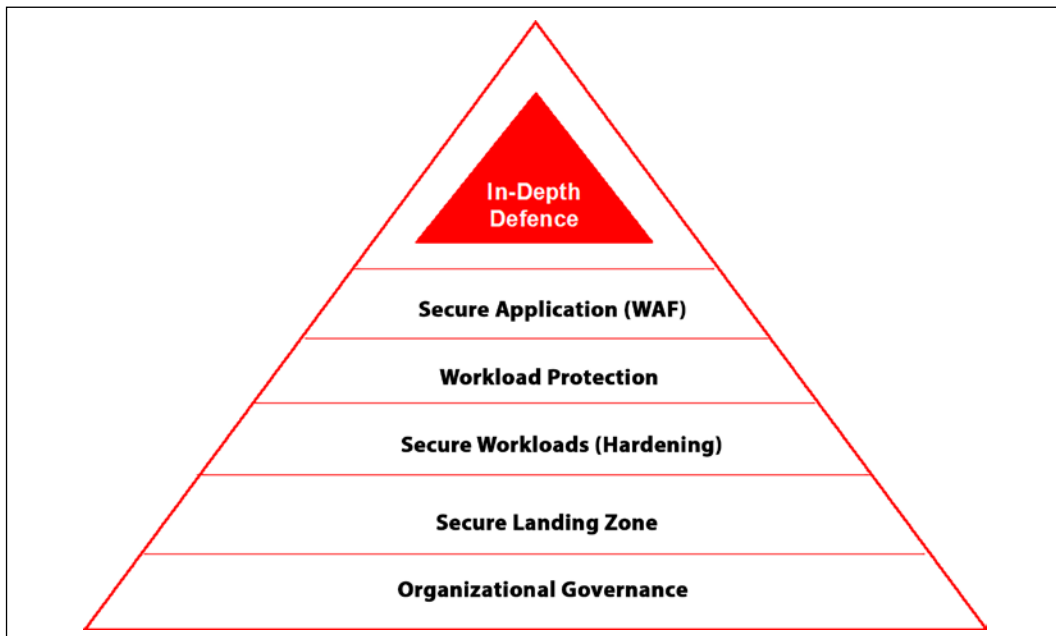 In-Depth
Defence
Secure Application (WAF)
Workload Protection
Secure Workloads (Hardening)
Secure Landing Zone
Organizational Governance